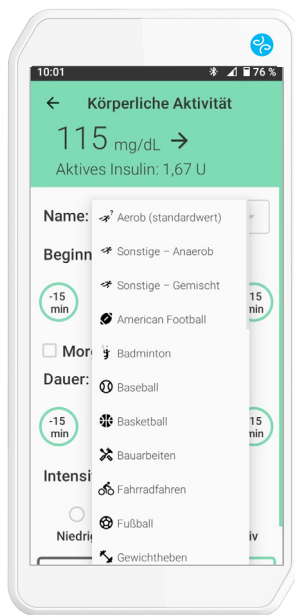 10:01 76 %
Körperliche Aktivität
115 mg/dL →
Aktives Insulin: 1,67 U
Name:
Aerob (standardwert)
Beginn
Sonstige – Anaerob
Sonstige – Gemischt
-15 min
15 min
American Football
Mor
Badminton
Dauer:
Baseball
-15 min
15 min
Basketball
Bauarbeiten
Intensi
Fahrradfahren
Fußball
Niedri
iv
Gewichtheben